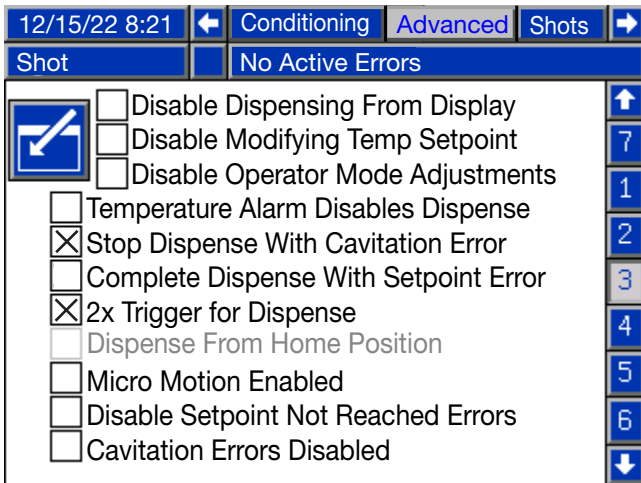 12/15/22 8:21 Conditioning Advanced Shots
Shot No Active Errors
Disable Dispensing From Display
Disable Modifying Temp Setpoint
7
Disable Operator Mode Adjustments
1
Temperature Alarm Disables Dispense
Stop Dispense With Cavitation Error
2
Complete Dispense With Setpoint Error
3
2x Trigger for Dispense
4
Dispense From Home Position
Micro Motion Enabled
5
Disable Setpoint Not Reached Errors
6
Cavitation Errors Disabled